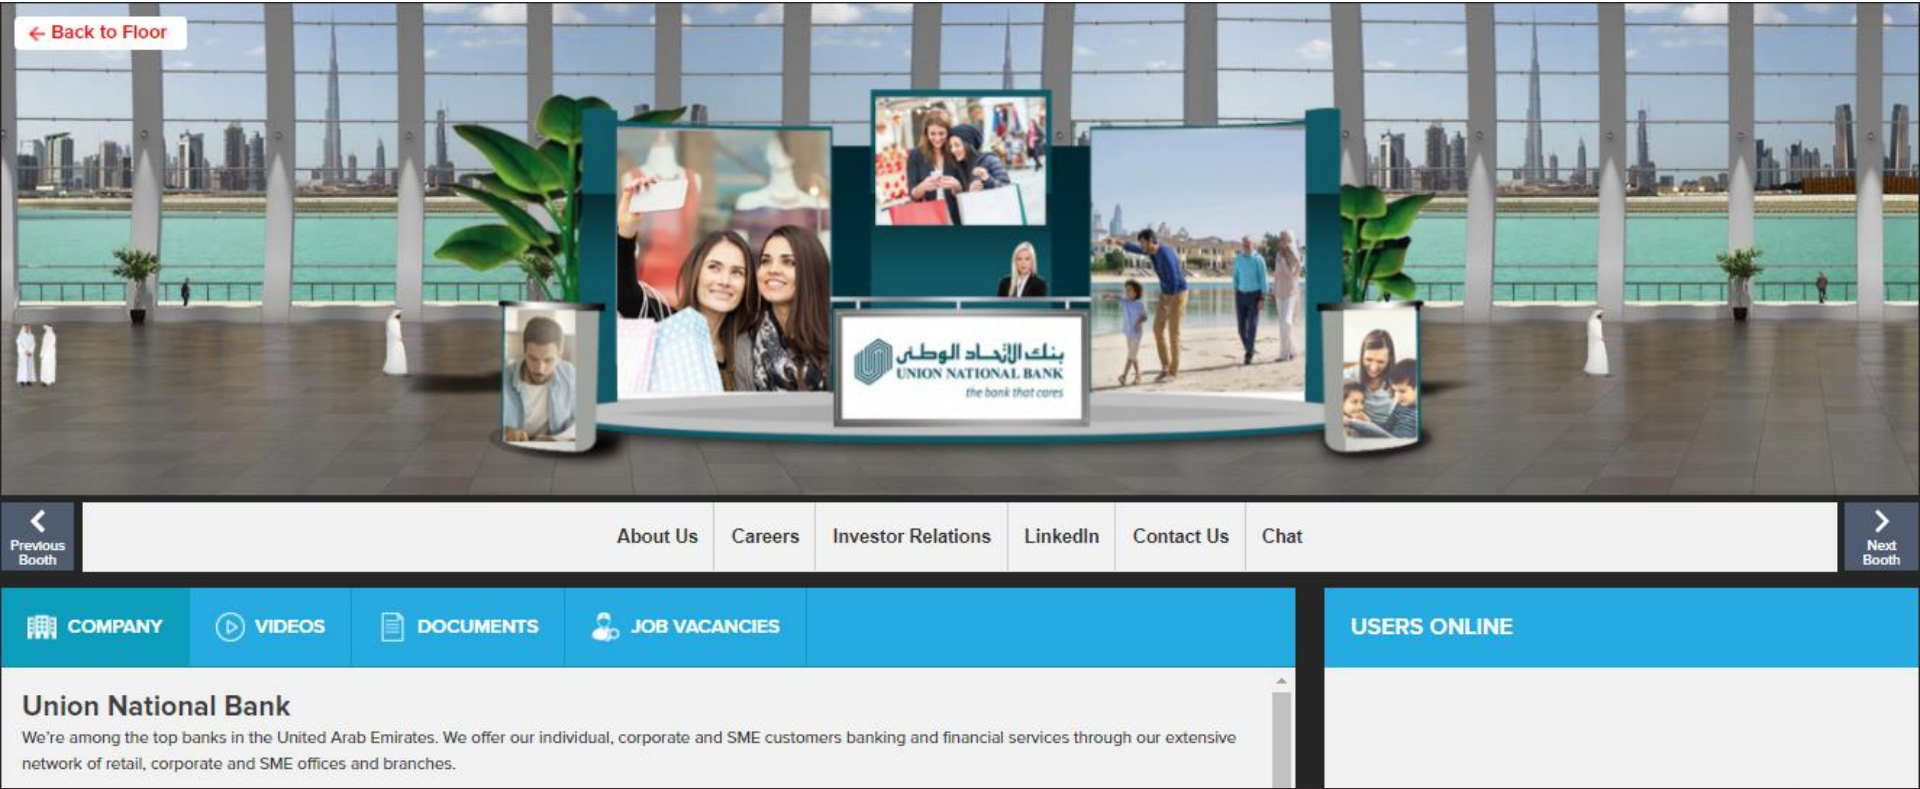 ← Back to Floor
بنك الإتحاد الوطني
UNION NATIONAL BANK
the bank that cares
Previous
Booth
About Us
Careers
Investor Relations
LinkedIn
Contact Us
Chat
Next
Booth
COMPANY
VIDEOS
DOCUMENTS
JOB VACANCIES
USERS ONLINE
Union National Bank
We're among the top banks in the United Arab Emirates. We offer our individual, corporate and SME customers banking and financial services through our extensive
network of retail, corporate and SME offices and branches.